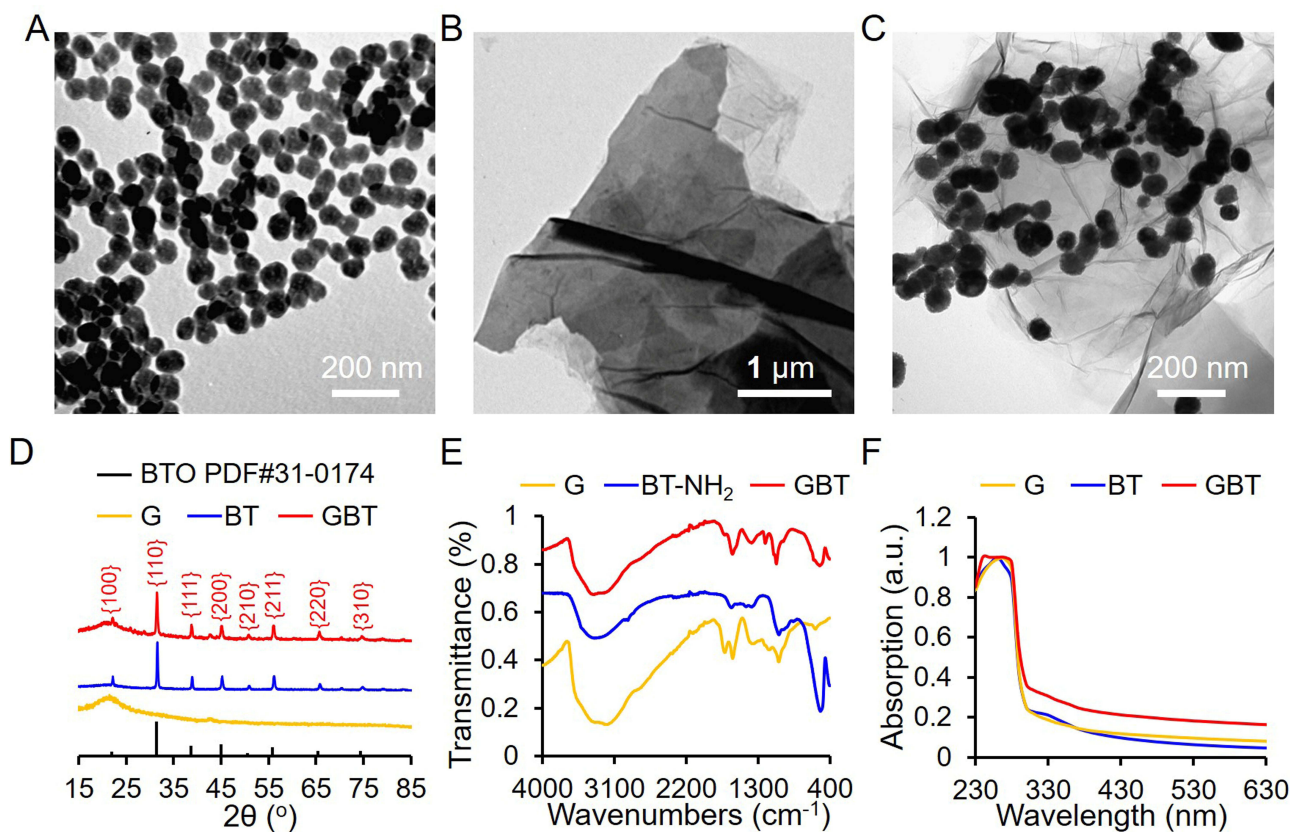 A
B
C
200 nm
1 μm
200 nm
D
BTO PDF#31-0174
G BT GBT
{100}
{110}
{111}
{200}
{210}
{211}
{220}
{310}
15 25 35 45 55 65 75 85
2θ (°)
E
G BT-NH₂ GBT
Transmittance (%)
1
0.8
0.6
0.4
0.2
0
4000 3100 2200 1300 400
Wavenumbers (cm⁻¹)
F
G BT GBT
Absorption (a.u.)
1.2
1
0.8
0.6
0.4
0.2
0
230 330 430 530 630
Wavelength (nm)